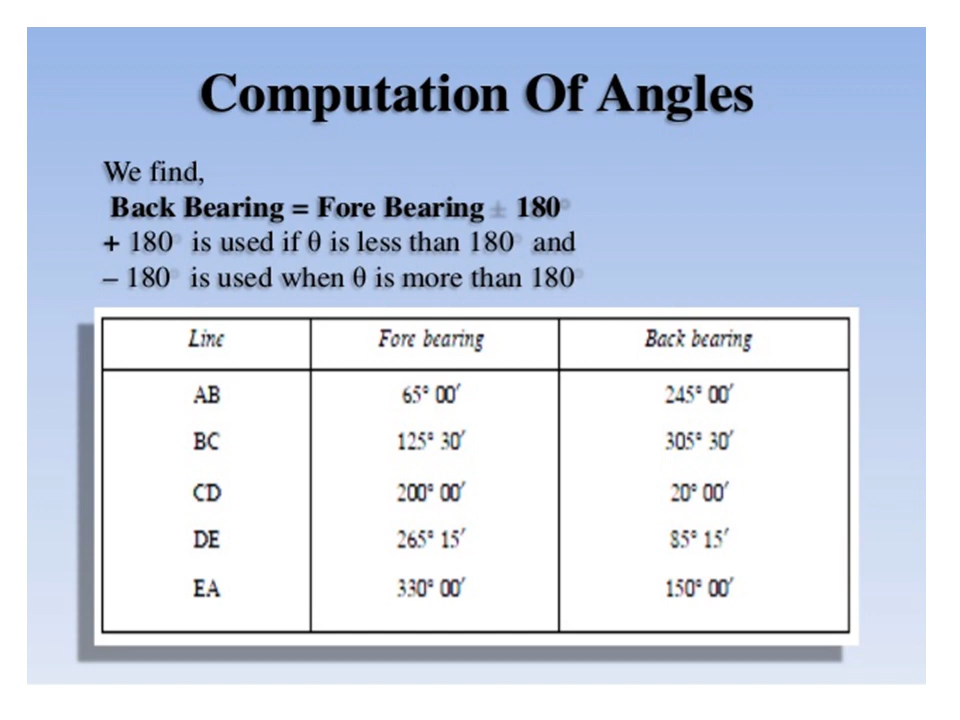 Computation Of Angles
We find,
Back Bearing = Fore Bearing ± 180°
+ 180° is used if θ is less than 180° and
– 180° is used when θ is more than 180°
Line Fore bearing Back bearing
AB 65° 00′ 245° 00′
BC 125° 30′ 305° 30′
CD 200° 00′ 20° 00′
DE 265° 15′ 85° 15′
EA 330° 00′ 150° 00′